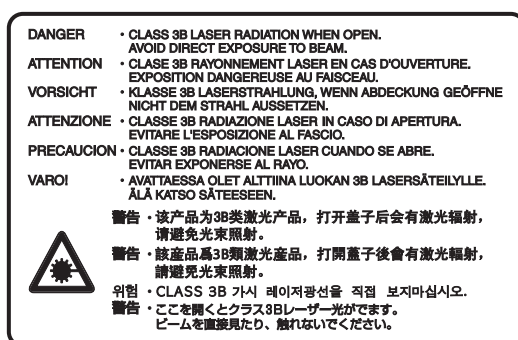 DANGER · CLASS 3B LASER RADIATION WHEN OPEN.
AVOID DIRECT EXPOSURE TO BEAM.
ATTENTION · CLASE 3B RAYONNEMENT LASER EN CAS D'OUVERTURE.
EXPOSITION DANGEREUSE AU FAISCEAU.
VORSICHT · KLASSE 3B LASERSTRAHLUNG, WENN ABDECKUNG GEÖFFNE
NICHT DEM STRAHL AUSSETZEN.
ATTENZIONE · CLASSE 3B RADIAZIONE LASER IN CASO DI APERTURA.
EVITARE L'ESPOSIZIONE AL FASCIO.
PRECAUCION · CLASSE 3B RADIACIONE LASER CUANDO SE ABRE.
EVITAR EXPONERSE AL RAYO.
VARO! · AVATTAESSA OLET ALTTIINA LUOKAN 3B LASERSÄTEILYLLE.
ÄLÄ KATSO SÄTEESEEN.
警告 · 该产品为3B类激光产品，打开盖子后会有激光辐射，
请避免光束照射。
警告 · 該産品爲3B類激光産品，打開蓋子後會有激光輻射，
請避免光束照射。
위험 · CLASS 3B 가시 레이저광선을 직접 보지마십시오.
警告 · ここを開くとクラス3Bレーザー光がでます。
ビームを直接見たり、触れないでください。